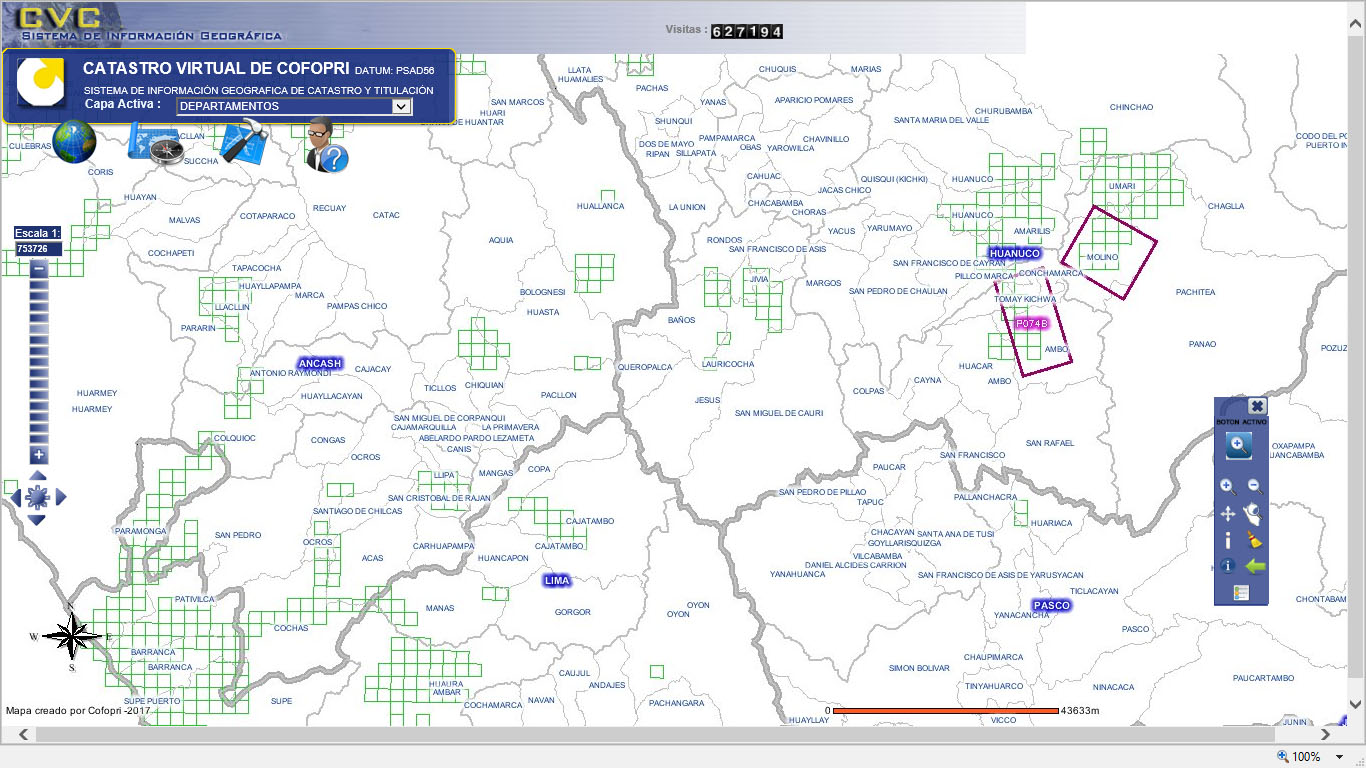 CVC
SISTEMA DE INFORMACIÓN GEOGRÁFICA
Visitas : 627194
CATASTRO VIRTUAL DE COFOPRI DATUM: PSAD56
SISTEMA DE INFORMACIÓN GEOGRAFICA DE CATASTRO Y TITULACIÓN
Capa Activa : DEPARTAMENTOS
LLATA
HUAMALIES
CHUQUIS
MARIAS
PACHAS
SAN MARCOS
HUARI
YANAS
APARICIO POMARES
CHURUBAMBA
CHINCHAO
SHUNQUI
SANTA MARIA DEL VALLE
CULEBRAS
SUCCHA
DOS DE MAYO
PAMPAMARCA
CHAVINILLO
RIPAN
SILLAPATA
OBAS
YAROWILCA
CORIS
CAHUAC
QUISQUI (KICHKI)
HUANUCO
UMARI
JACAS CHICO
HUAYAN
RECUAY
CATAC
HUALLANCA
LA UNION
CHACABAMBA
CHORAS
HUANUCO
CHAGLLA
MALVAS
COTAPARACO
Escala 1:
753726
AQUIA
RONDOS
YACUS
YARUMAYO
AMARILIS
SAN FRANCISCO DE ASIS
COCHAPETI
HUANUCO
MOLINO
TAPACOCHA
SAN FRANCISCO DE CAYRAN
PILLCO MARCA
CONCHAMARCA
HUAYLLAPAMPA
MARCA
JIVIA
MARGOS
SAN PEDRO DE CHAULAN
BOLOGNESI
PACHITEA
LLACLLIN
PAMPAS CHICO
HUASTA
TOMAY KICHWA
PARARIN
BAÑOS
P074B
PANAO
POZUZ
ANCASH
ANTONIO RAYMONDI
CAJACAY
QUEROPALCA
LAURICOCHA
HUACAR
AMBO
AMBO
HUARMEY
HUARMEY
HUAYLLACAYAN
TICLLOS
CHIQUIAN
PACLLON
JESUS
COLPAS
CAYNA
SAN MIGUEL DE CAURI
SAN MIGUEL DE CORPANQUI
CAJAMARQUILLA
LA PRIMAVERA
ABELARDO PARDO LEZAMETA
CANIS
BOTON ACTIVO
COLQUIOC
CONGAS
OCROS
SAN RAFAEL
SAN FRANCISCO
OXAPAMPA
LLIPA
MANGAS
COPA
PAUCAR
SAN CRISTOBAL DE RAJAN
SANTIAGO DE CHILCAS
SAN PEDRO DE PILLAO
TAPUC
PALLANCHACRA
CAJATAMBO
HUARIACA
PARAMONGA
SAN PEDRO
OCROS
CARHUAPAMPA
CAJATAMBO
CHACAYAN
SANTA ANA DE TUSI
GOYLLARISQUIZGA
ACAS
HUANCAPON
VILCABAMBA
DANIEL ALCIDES CARRION
YANAHUANCA
SAN FRANCISCO DE ASIS DE YARUSYACAN
LIMA
TICLACAYAN
PATIVILCA
MANAS
GORGOR
OYON
OYON
PASCO
YANACANCHA
N
W
E
S
COCHAS
PASCO
BARRANCA
BARRANCA
CHAUPIMARCA
SIMON BOLIVAR
CAUJUL
ANDAJES
PAUCARTAMBO
HUAURA
AMBAR
TINYAHUARCO
NINACACA
SUPE PUERTO
SUPE
COCHAMARCA
NAVAN
PACHANGARA
Mapa creado por Cofopri -2017
0
43633m
HUAYLLAY
VICCO
JUNIN
100%